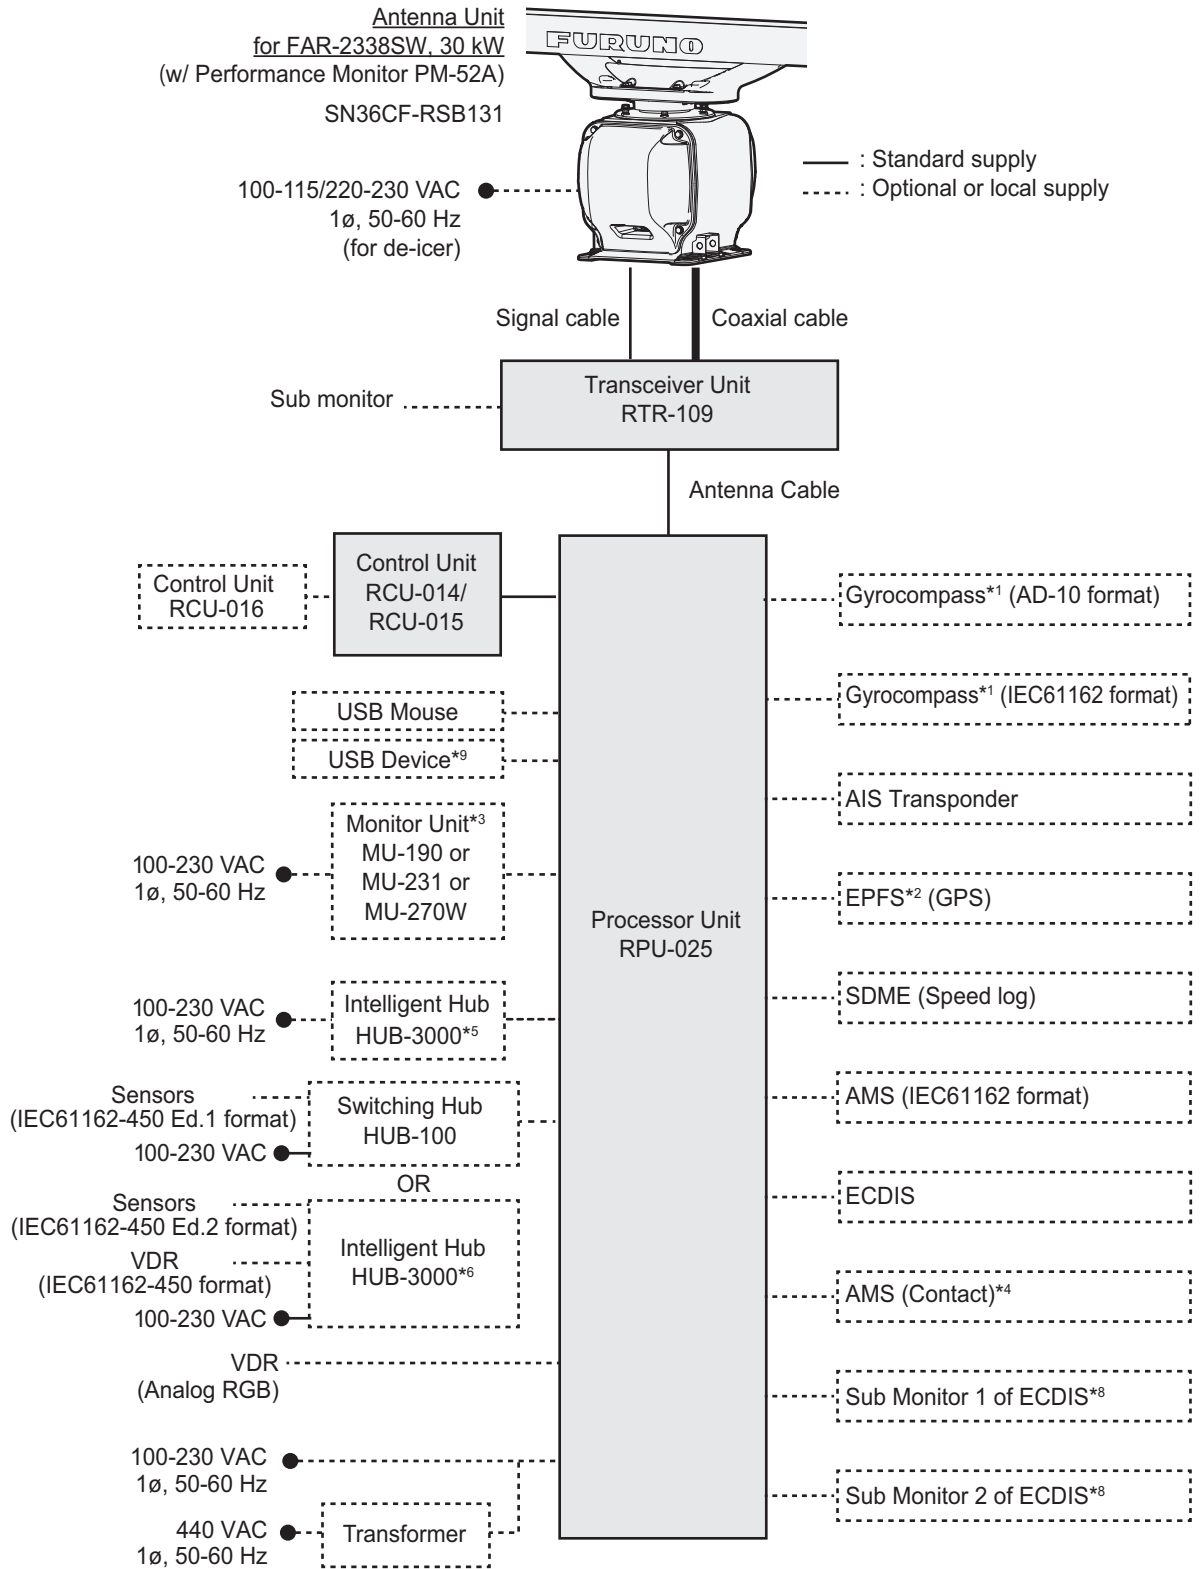 Antenna Unit
for FAR-2338SW, 30 kW
(w/ Performance Monitor PM-52A)
SN36CF-RSB131
FURUNO
: Standard supply
: Optional or local supply
100-115/220-230 VAC
1ø, 50-60 Hz
(for de-icer)
Signal cable
Coaxial cable
Transceiver Unit
RTR-109
Sub monitor
Antenna Cable
Control Unit
RCU-016
Control Unit
RCU-014/
RCU-015
USB Mouse
USB Device*9
Monitor Unit*3
MU-190 or
MU-231 or
MU-270W
100-230 VAC
1ø, 50-60 Hz
100-230 VAC
1ø, 50-60 Hz
Intelligent Hub
HUB-3000*5
Sensors
(IEC61162-450 Ed.1 format)
100-230 VAC
Switching Hub
HUB-100
OR
Sensors
(IEC61162-450 Ed.2 format)
VDR
(IEC61162-450 format)
100-230 VAC
Intelligent Hub
HUB-3000*6
VDR
(Analog RGB)
100-230 VAC
1ø, 50-60 Hz
440 VAC
1ø, 50-60 Hz
Transformer
Processor Unit
RPU-025
Gyrocompass*1 (AD-10 format)
Gyrocompass*1 (IEC61162 format)
AIS Transponder
EPFS*2 (GPS)
SDME (Speed log)
AMS (IEC61162 format)
ECDIS
AMS (Contact)*4
Sub Monitor 1 of ECDIS*8
Sub Monitor 2 of ECDIS*8